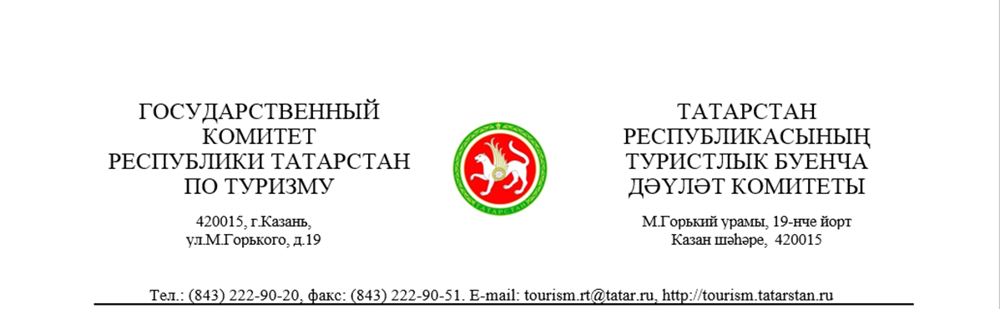 ГОСУДАРСТВЕННЫЙ
КОМИТЕТ
РЕСПУБЛИКИ ТАТАРСТАН
ПО ТУРИЗМУ
420015, г.Казань,
ул.М.Горького, д.19
ТАТАРСТАН
ТАТАРСТАН
РЕСПУБЛИКАСЫНЫҢ
ТУРИСТЛЫК БУЕНЧА
ДӘҮЛӘТ КОМИТЕТЫ
М.Горький урамы, 19-нче йорт
Казан шәһәре, 420015
Тел.: (843) 222-90-20, факс: (843) 222-90-51. E-mail: tourism.rt@tatar.ru, http://tourism.tatarstan.ru